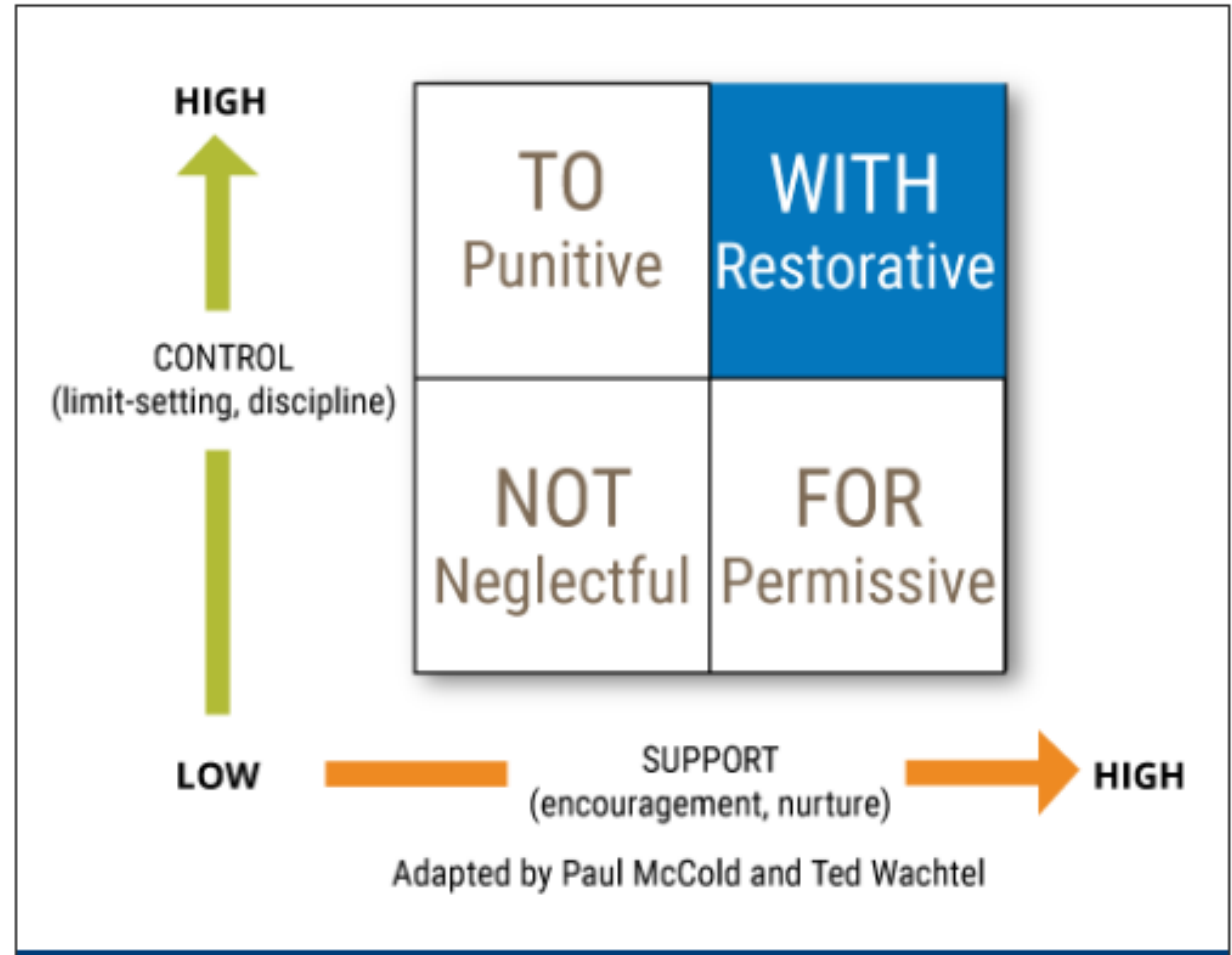 HIGH
TO
Punitive
WITH
Restorative
CONTROL
(limit-setting, discipline)
NOT
Neglectful
FOR
Permissive
LOW
SUPPORT
(encouragement, nurture)
HIGH
Adapted by Paul McCold and Ted Wachtel